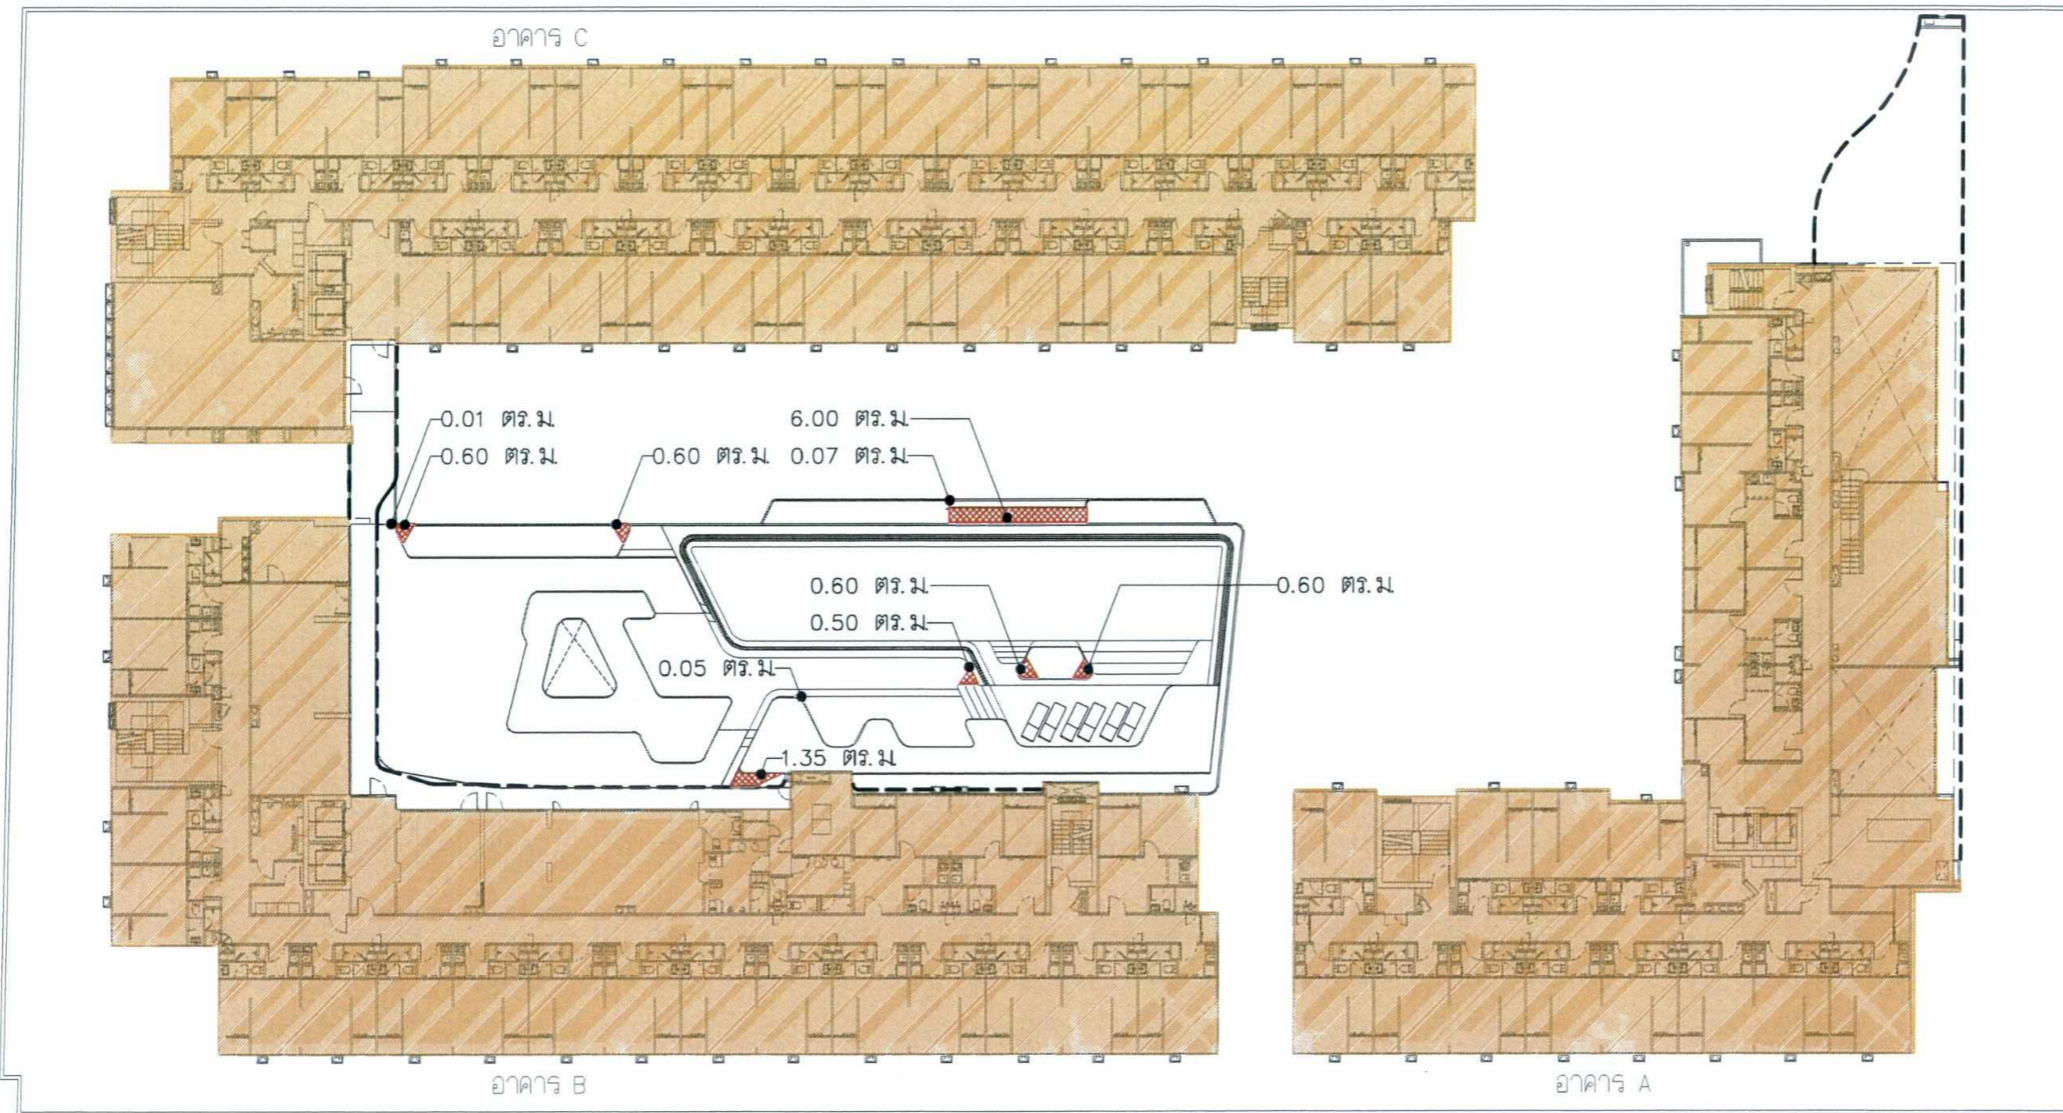 อาคาร C
0.01 ตร.ม.
6.00 ตร.ม.
0.60 ตร.ม.
0.60 ตร.ม.
0.07 ตร.ม.
0.60 ตร.ม.
0.60 ตร.ม.
0.50 ตร.ม.
0.05 ตร.ม.
1.35 ตร.ม.
อาคาร B
อาคาร A